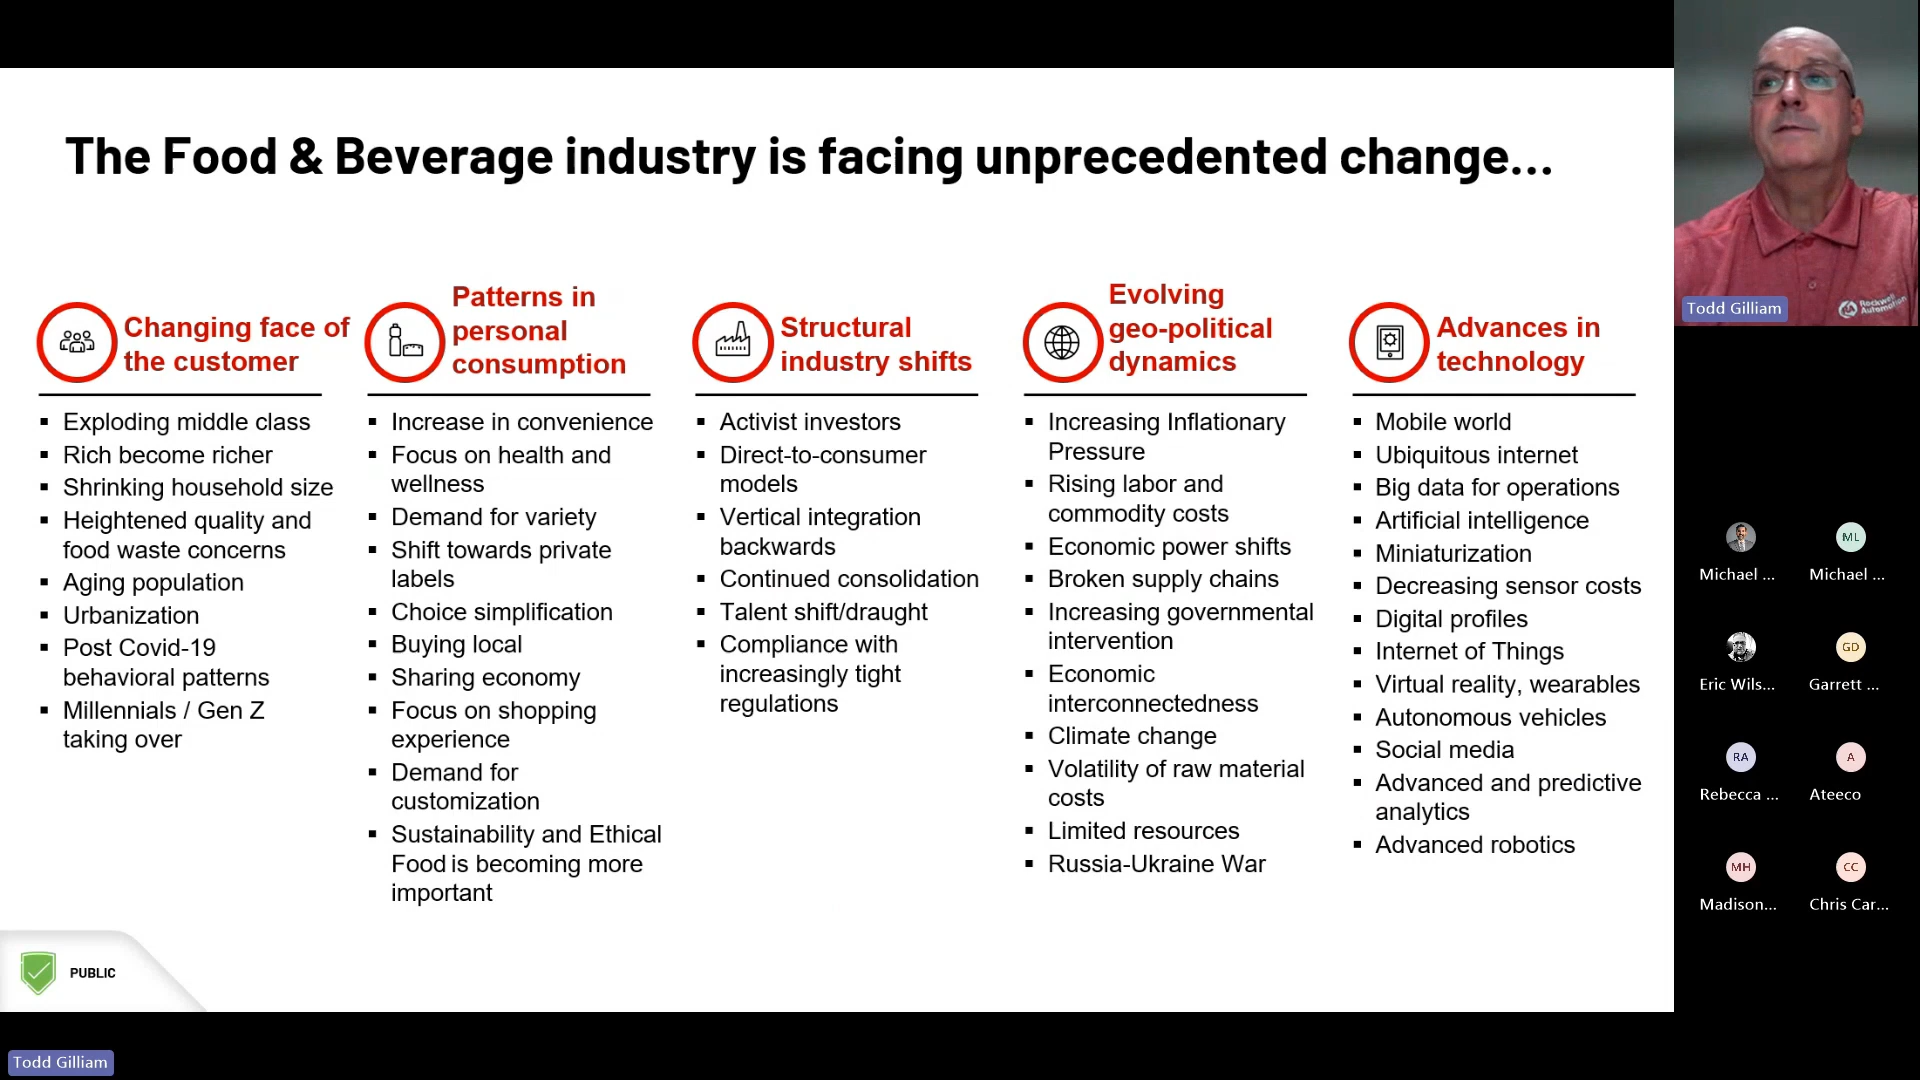 The Food & Beverage industry is facing unprecedented change...
Changing face of
the customer
▪ Exploding middle class
▪ Rich become richer
▪ Shrinking household size
▪ Heightened quality and
food waste concerns
▪ Aging population
▪ Urbanization
▪ Post Covid-19
behavioral patterns
▪ Millennials / Gen Z
taking over
Patterns in
personal
consumption
▪ Increase in convenience
▪ Focus on health and
wellness
▪ Demand for variety
▪ Shift towards private
labels
▪ Choice simplification
▪ Buying local
▪ Sharing economy
▪ Focus on shopping
experience
▪ Demand for
customization
▪ Sustainability and Ethical
Food is becoming more
important
Structural
industry shifts
▪ Activist investors
▪ Direct-to-consumer
models
▪ Vertical integration
backwards
▪ Continued consolidation
▪ Talent shift/draught
▪ Compliance with
increasingly tight
regulations
Evolving
geo-political
dynamics
▪ Increasing Inflationary
Pressure
▪ Rising labor and
commodity costs
▪ Economic power shifts
▪ Broken supply chains
▪ Increasing governmental
intervention
▪ Economic
interconnectedness
▪ Climate change
▪ Volatility of raw material
costs
▪ Limited resources
▪ Russia-Ukraine War
Advances in
technology
▪ Mobile world
▪ Ubiquitous internet
▪ Big data for operations
▪ Artificial intelligence
▪ Miniaturization
▪ Decreasing sensor costs
▪ Digital profiles
▪ Internet of Things
▪ Virtual reality, wearables
▪ Autonomous vehicles
▪ Social media
▪ Advanced and predictive
analytics
▪ Advanced robotics
PUBLIC
Todd Gilliam
Rockwell
Automation
Todd Gilliam
Michael ...
ML
Michael ...
Eric Wils...
GD
Garrett ...
RA
Rebecca ...
A
Ateeco
MH
Madison...
CC
Chris Car...